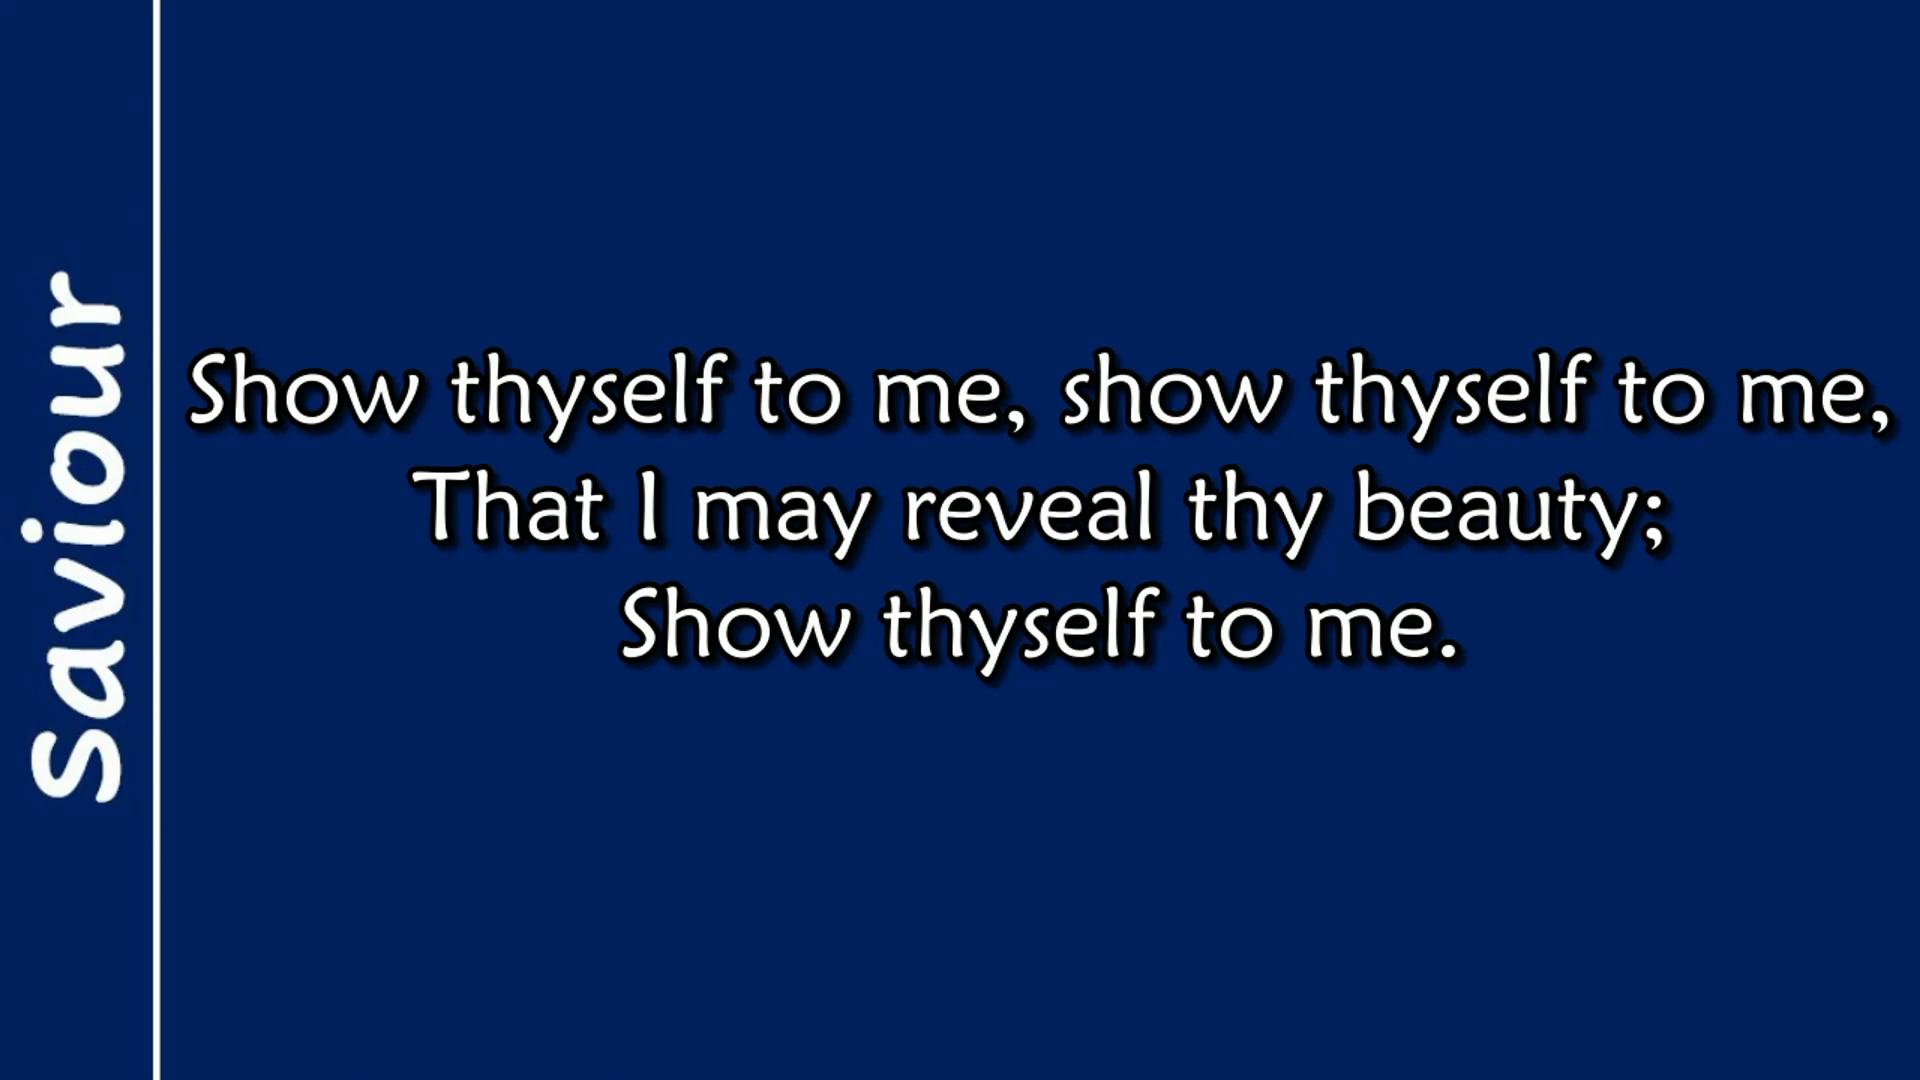 Saviour
Show thyself to me, show thyself to me,
That I may reveal thy beauty;
Show thyself to me.